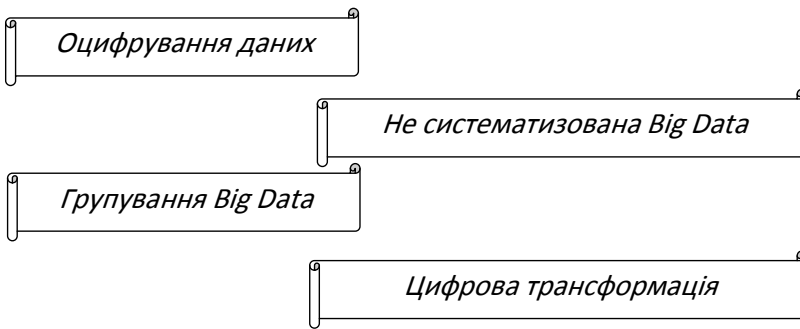 Оцифрування даних
Не систематизована Big Data
Групування Big Data
Цифрова трансформація